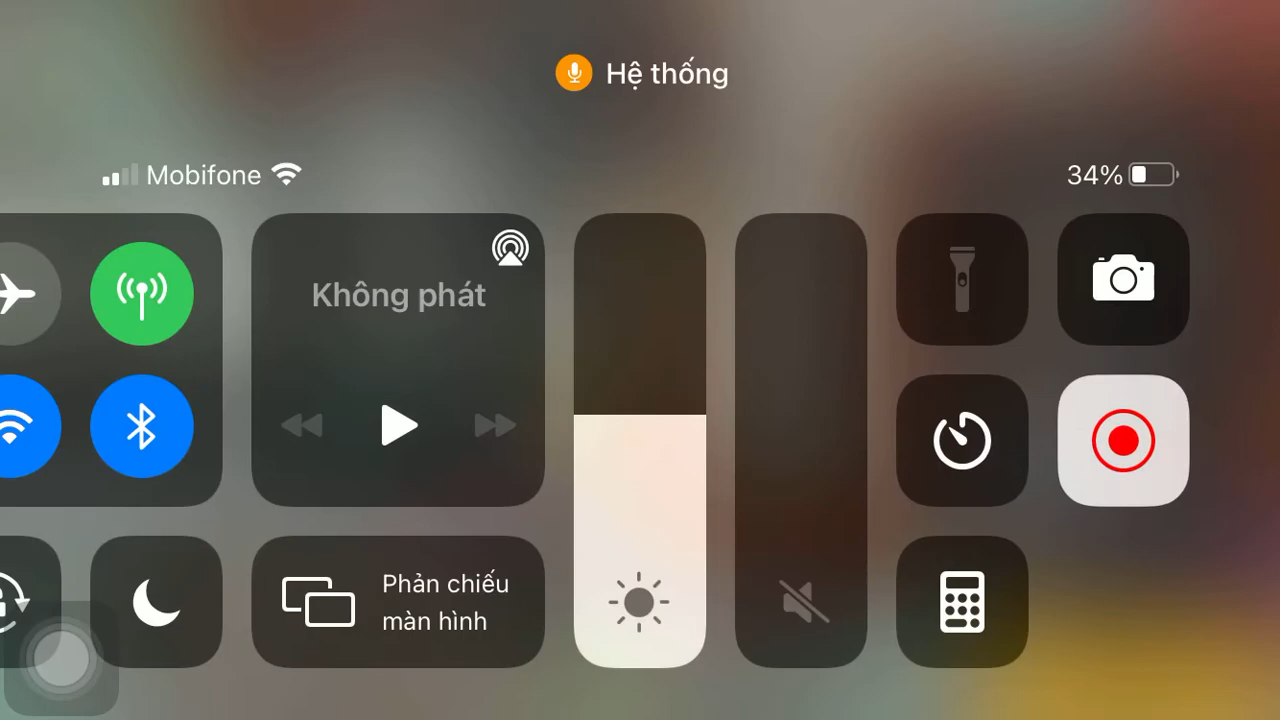 Hệ thống
Mobifone
34%
Không phát
Phản chiếu
màn hình